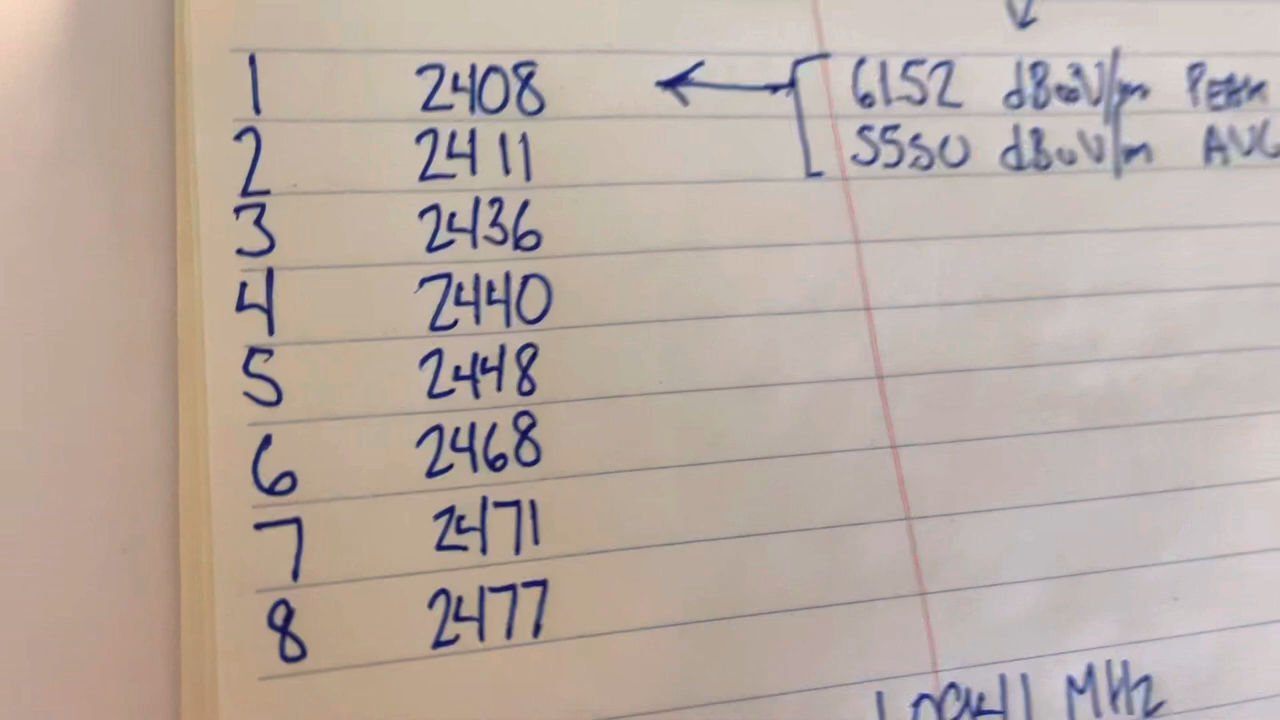 1 2408 6152 dBuV/m PEAK
2 2411 5550 dBuV/m AVG
3 2436
4 2440
5 2448
6 2468
7 2471
8 2477
MHz